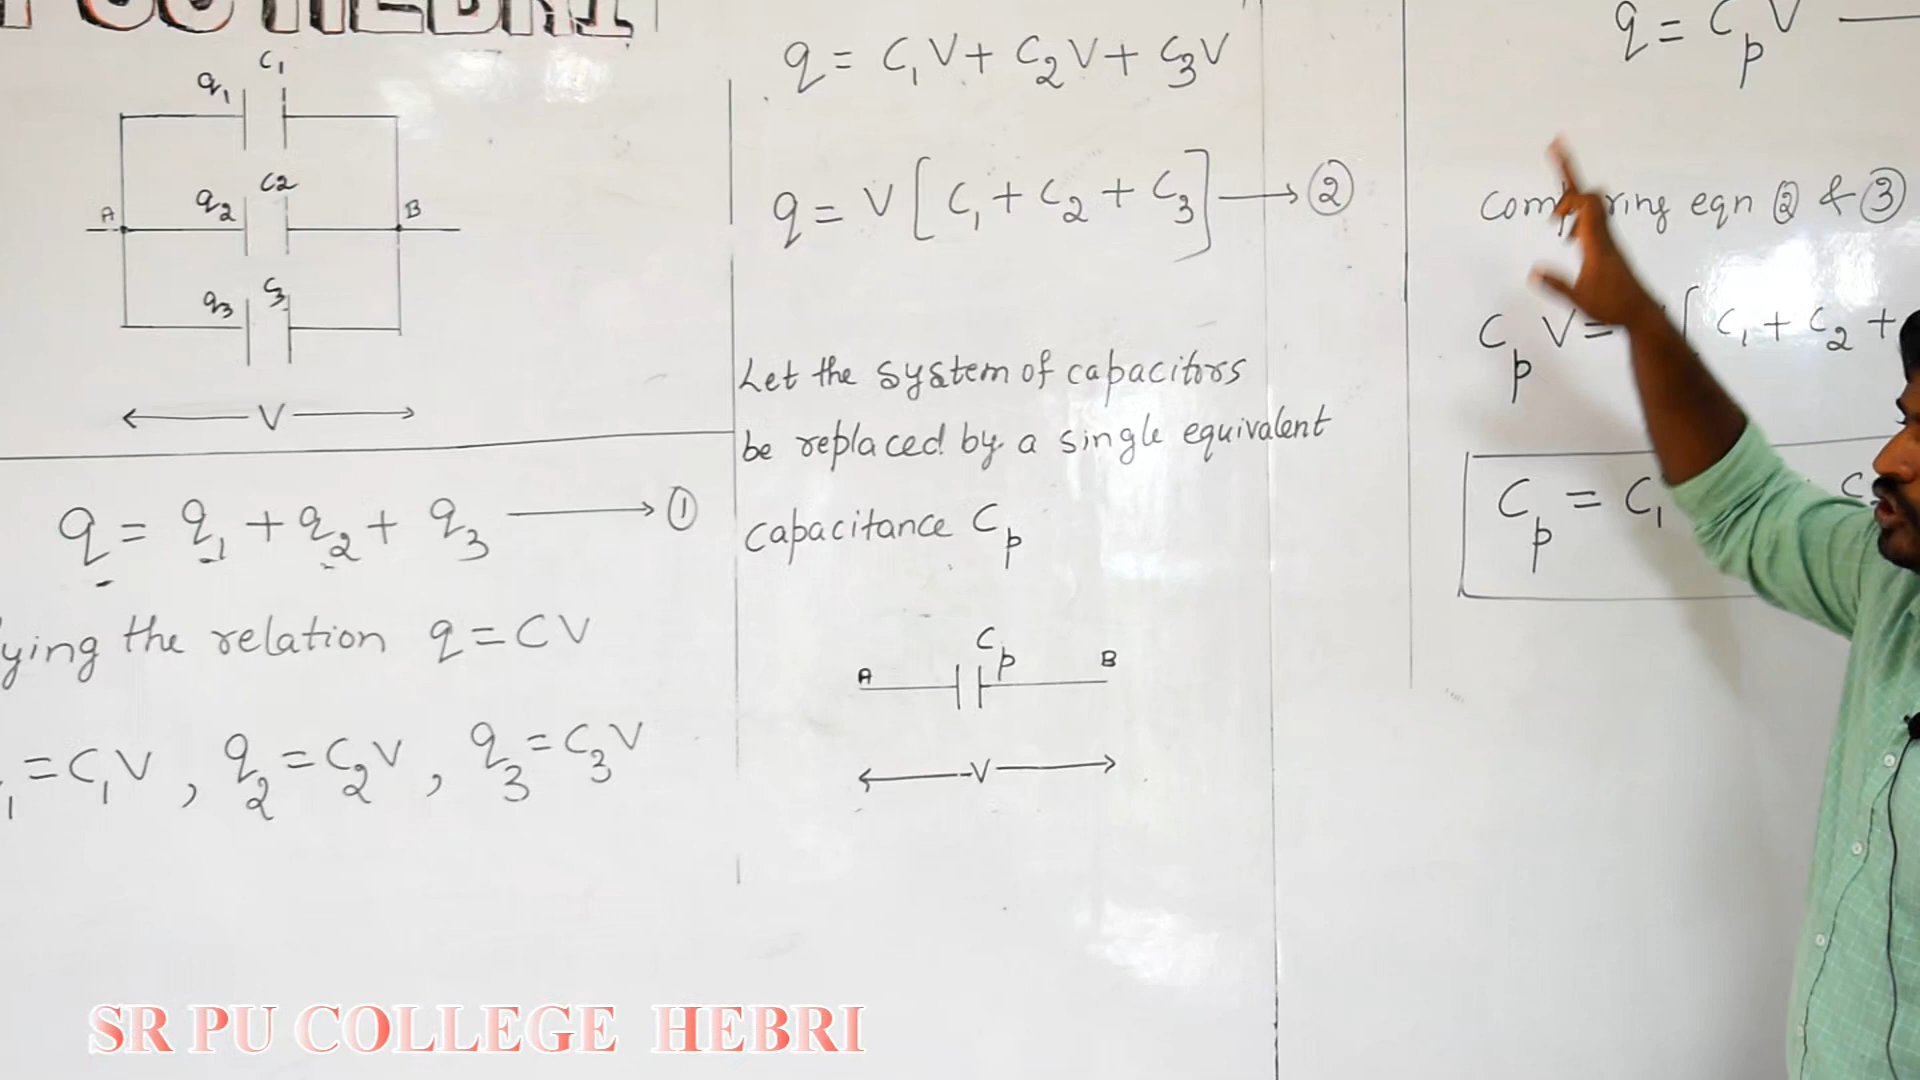 HEBRI
C₁
q₁
C2
q₂
A
B
C₃
q₃
V
q = q₁ + q₂ + q₃ → ①
ying the relation q = CV
₁ = C₁V , q₂ = C₂V , q₃ = C₃V
q = C₁V + C₂V + C₃V
q = V [ C₁ + C₂ + C₃ ] → ②
Let the system of capacitors
be replaced by a single equivalent
capacitance Cp
Cp
A
B
V
q = CpV
eqn ② & ③
CpV = [ C₁ + C₂ +
Cp = C₁
SR PU COLLEGE HEBRI